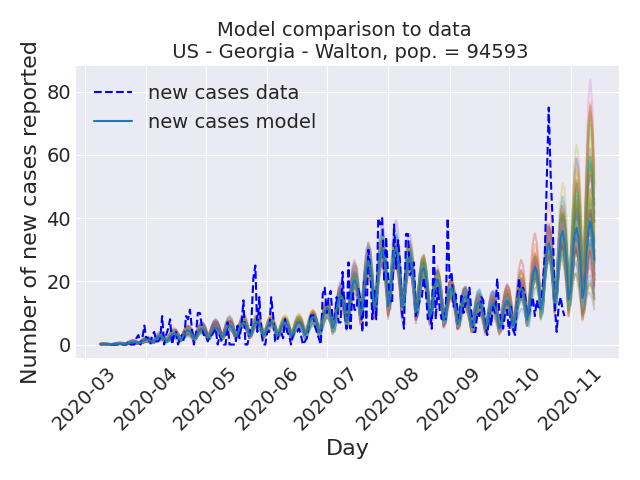 Model comparison to data
US - Georgia - Walton, pop. = 94593
Number of new cases reported
80
60
40
20
0
new cases data
new cases model
2020-03
2020-04
2020-05
2020-06
2020-07
2020-08
2020-09
2020-10
2020-11
Day